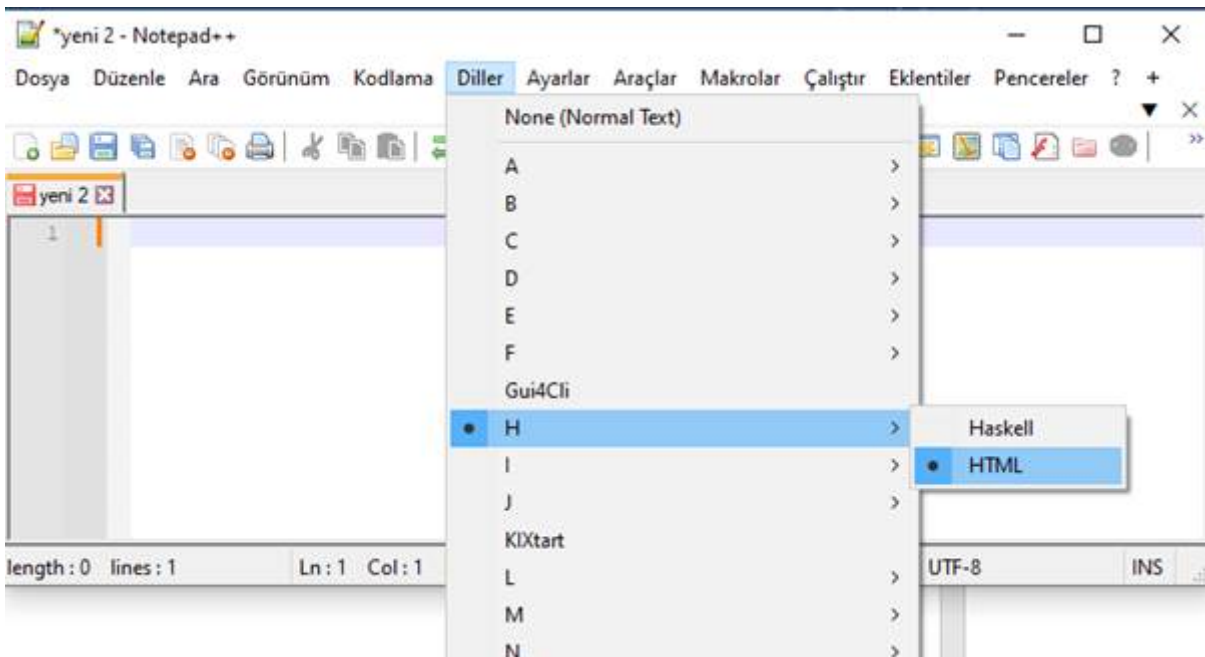 *yeni 2 - Notepad++
Dosya Düzenle Ara Görünüm Kodlama Diller Ayarlar Araçlar Makrolar Çalıştır Eklentiler Pencereler ? +
None (Normal Text)
yeni 2
1
A
B
C
D
E
F
Gui4Cli
H
Haskell
I
HTML
J
KIXtart
length : 0 lines : 1 Ln : 1 Col : 1 UTF-8 INS
L
M
N